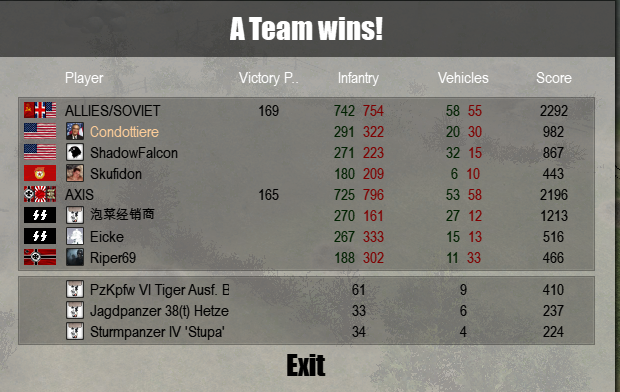 A Team wins!
Player Victory P.. Infantry Vehicles Score
ALLIES/SOVIET 169 742 754 58 55 2292
Condottiere 291 322 20 30 982
ShadowFalcon 271 223 32 15 867
Skufidon 180 209 6 10 443
AXIS 165 725 796 53 58 2196
泡菜经销商 270 161 27 12 1213
Eicke 267 333 15 13 516
Riper69 188 302 11 33 466
PzKpfw VI Tiger Ausf. B 61 9 410
Jagdpanzer 38(t) Hetze 33 6 237
Sturmpanzer IV 'Stupa' 34 4 224
Exit